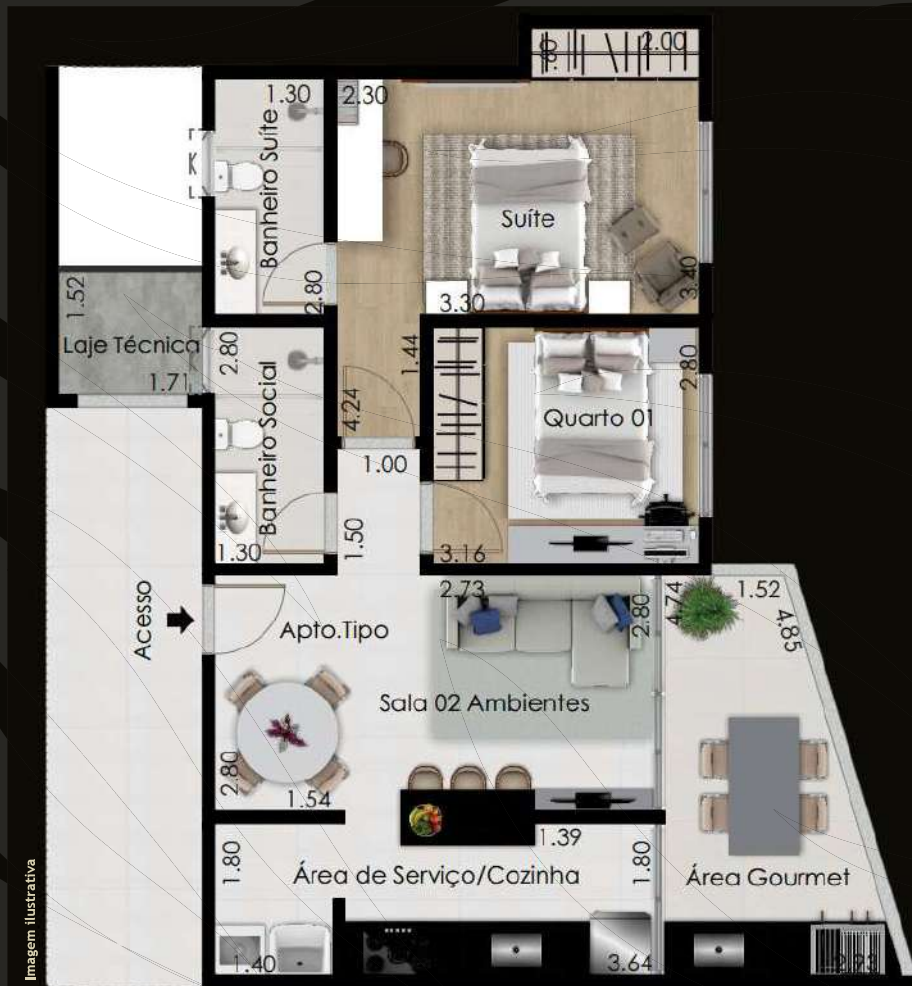 .60
2.00
1.30
2.30
Banheiro Suíte
Suíte
3.40
2.80
3.30
1.52
Laje Técnica
1.71
2.80
1.44
4.24
2.80
Quarto 01
Banheiro Social
1.00
1.30
1.50
3.16
Acesso
Apto.Tipo
2.73
2.80
4.74
1.52
4.85
Sala 02 Ambientes
2.80
1.54
1.39
1.80
Área de Serviço/Cozinha
1.80
Área Gourmet
1.40
3.64
2.93
Imagem ilustrativa